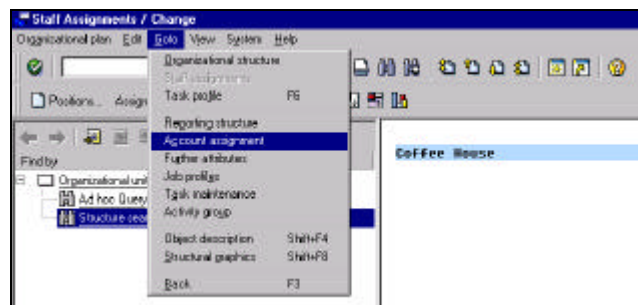 Staff Assignments / Change
Organizational plan Edit Goto View System Help
Organizational structure
Staff assignments
Task profile F6
Positions... Assign
Reporting structure
Account assignment
Further attributes
Job profiles
Task maintenance
Activity group
Object description Shift+F4
Structural graphics Shift+F8
Back F3
Find by
Organizational unit
Ad hoc Query
Structure sear
Coffee House